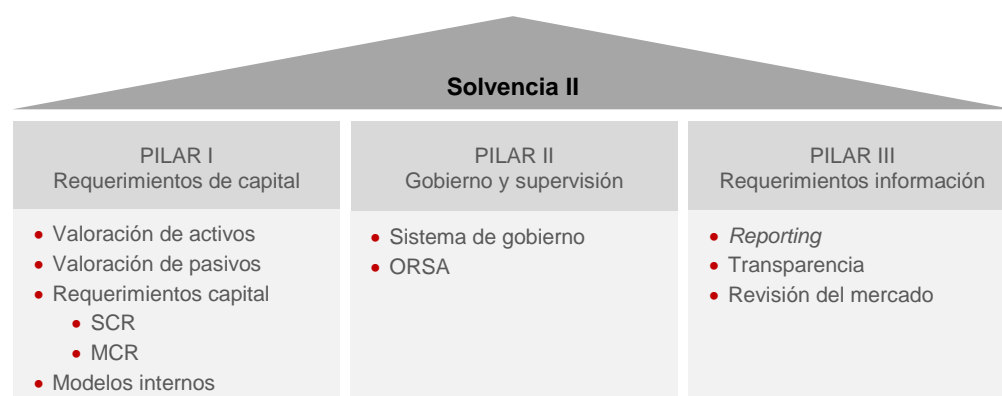 Solvencia II
PILAR I
Requerimientos de capital
Valoración de activos
Valoración de pasivos
Requerimientos capital
SCR
MCR
Modelos internos
PILAR II
Gobierno y supervisión
Sistema de gobierno
ORSA
PILAR III
Requerimientos información
Reporting
Transparencia
Revisión del mercado